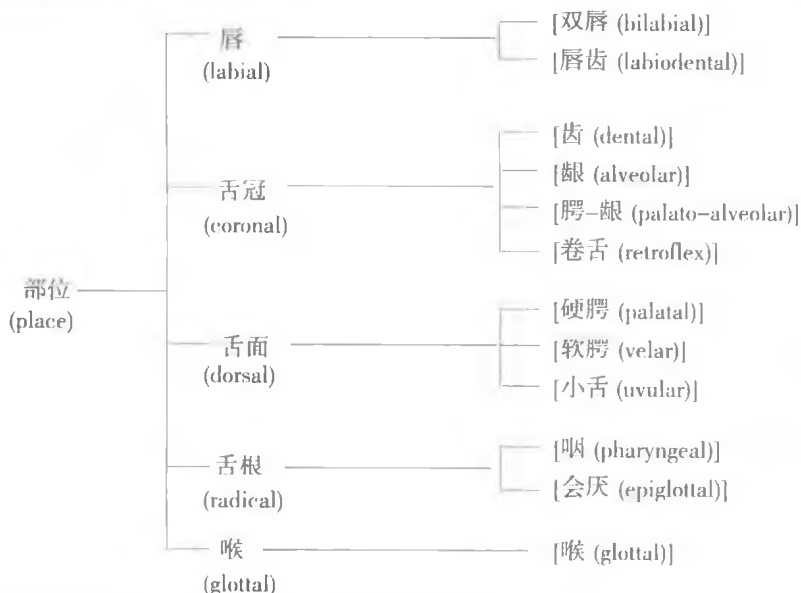 [双唇 (bilabial)]
唇
(labial)
[唇齿 (labiodental)]
[齿 (dental)]
[龈 (alveolar)]
舌冠
(coronal)
[腭-龈 (palato-alveolar)]
[卷舌 (retroflex)]
部位
(place)
[硬腭 (palatal)]
舌面
(dorsal)
[软腭 (velar)]
[小舌 (uvular)]
[咽 (pharyngeal)]
舌根
(radical)
[会厌 (epiglottal)]
喉
(glottal)
[喉 (glottal)]